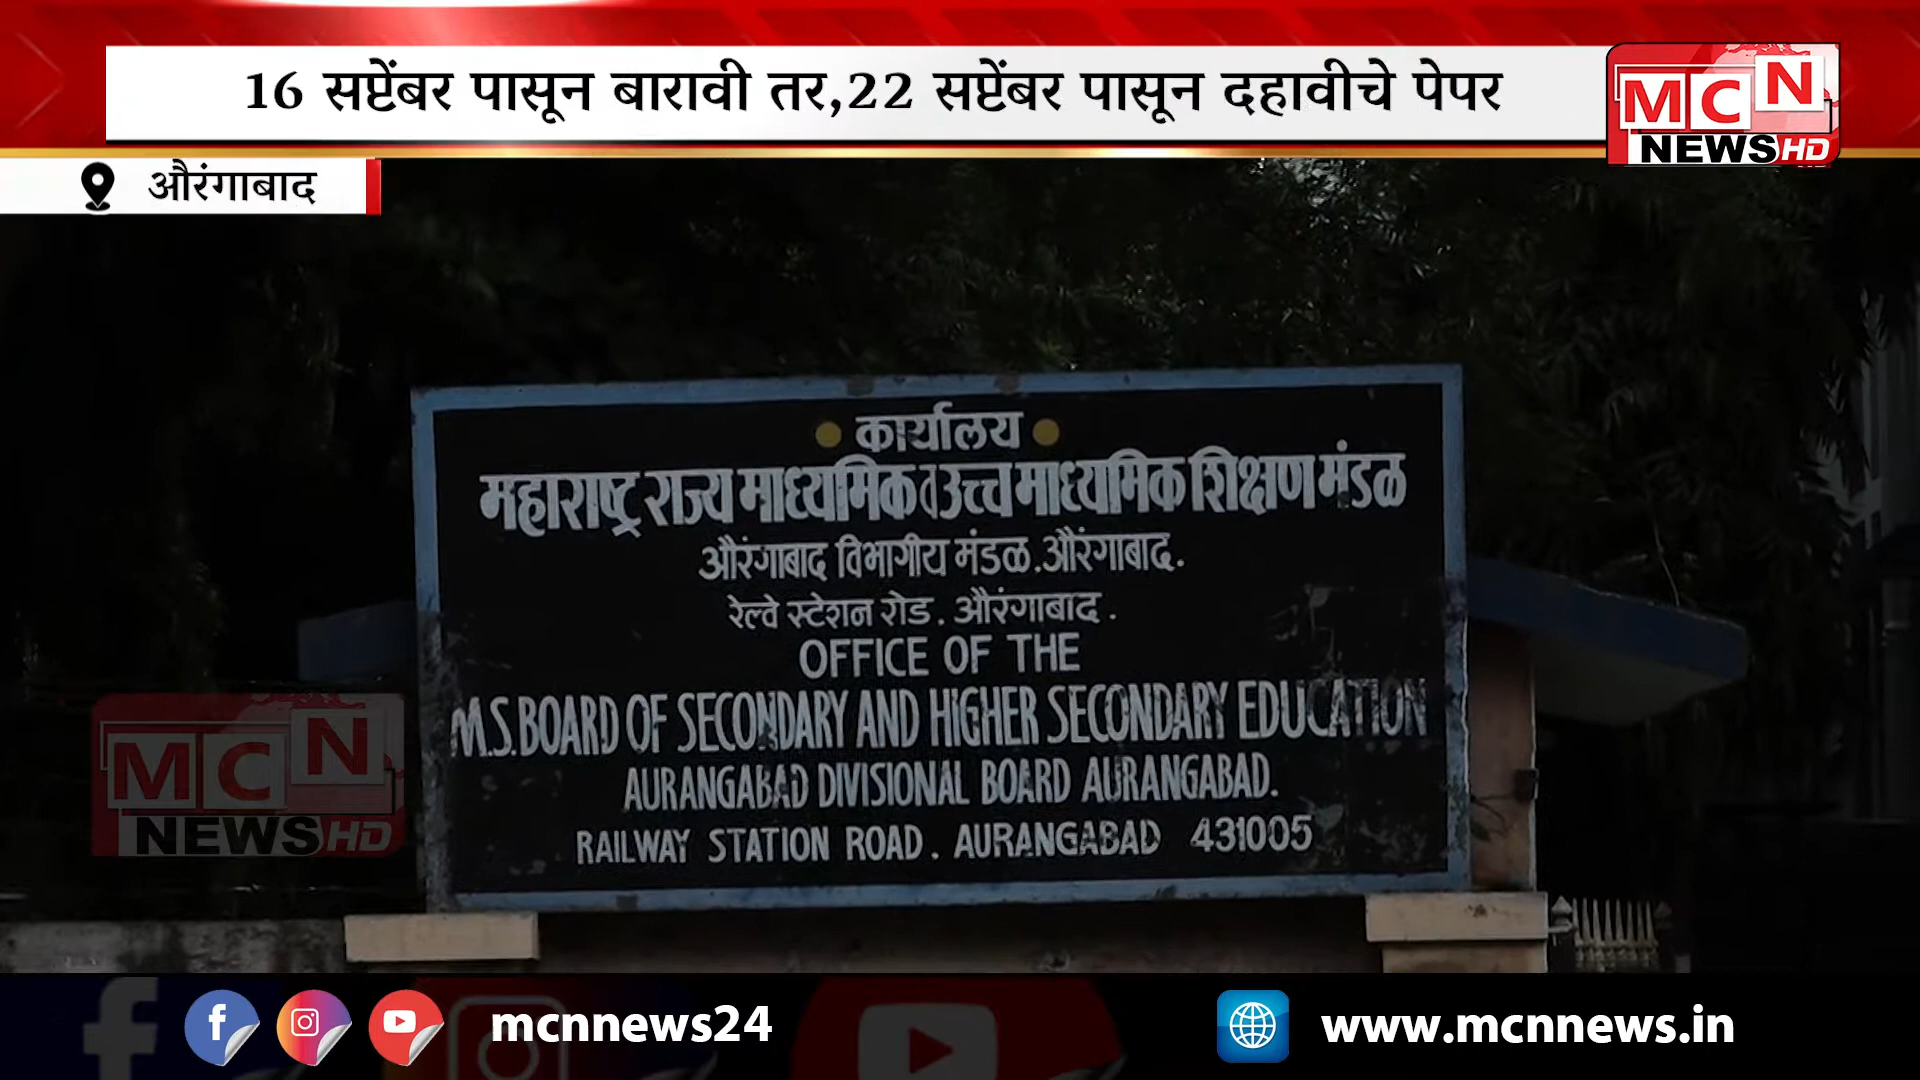 16 सप्टेंबर पासून बारावी तर,22 सप्टेंबर पासून दहावीचे पेपर
MCN
NEWS HD
औरंगाबाद
कार्यालय
महाराष्ट्र राज्य माध्यमिक व उच्च माध्यमिक शिक्षण मंडळ
औरंगाबाद विभागीय मंडळ.औरंगाबाद.
रेल्वे स्टेशन रोड. औरंगाबाद.
OFFICE OF THE
M.S.BOARD OF SECONDARY AND HIGHER SECONDARY EDUCATION
AURANGABAD DIVISIONAL BOARD AURANGABAD.
RAILWAY STATION ROAD. AURANGABAD 431005
MCN
NEWS HD
mcnnews24
www.mcnnews.in